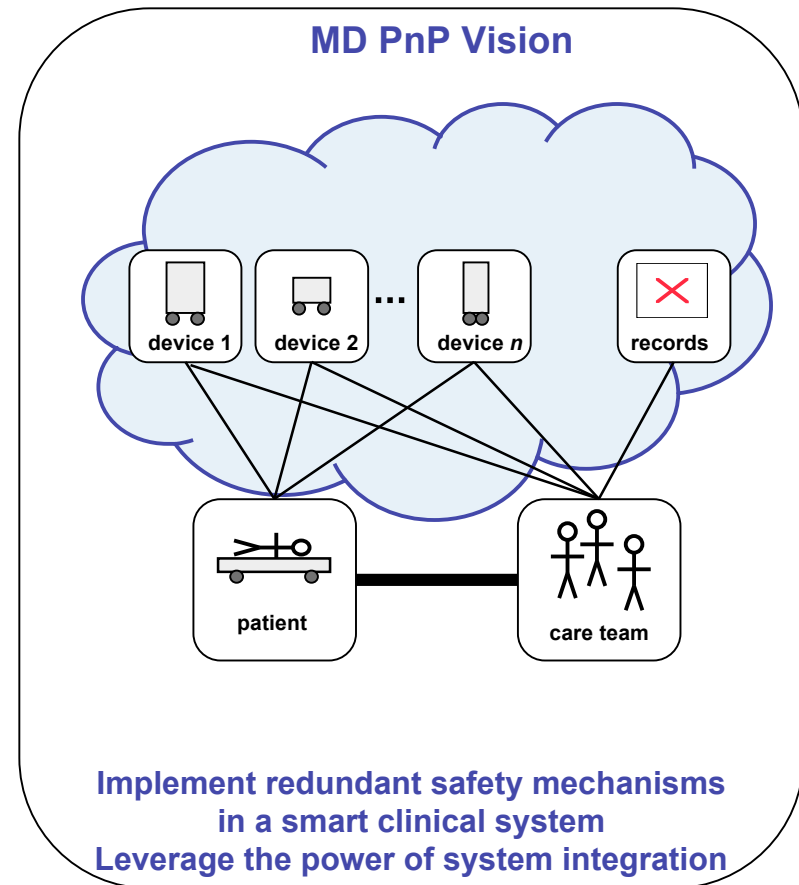 MD PnP Vision
...
device 1
device 2
device n
records
patient
care team
Implement redundant safety mechanisms
in a smart clinical system
Leverage the power of system integration